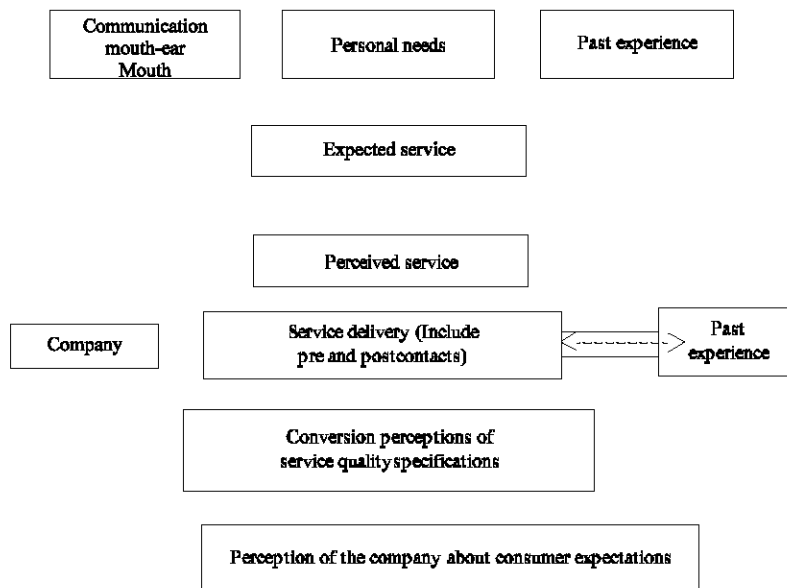 Communication
mouth-ear
Mouth
Personal needs
Past experience
Expected service
Perceived service
Company
Service delivery (Include
pre and postcontacts)
Past
experience
Conversion perceptions of
service quality specifications
Perception of the company about consumer expectations